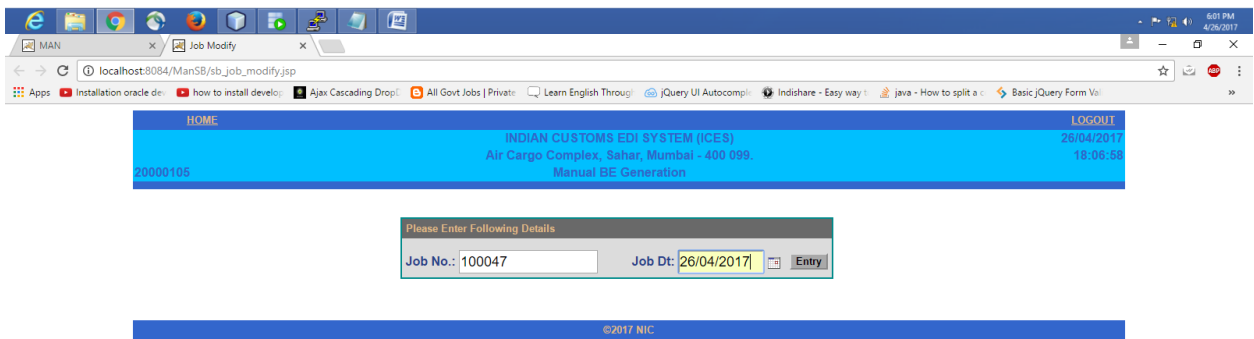 6:01 PM
4/26/2017
MAN
Job Modify
localhost:8084/ManSB/sb_job_modify.jsp
Apps Installation oracle dev how to install develop Ajax Cascading DropD All Govt Jobs | Private Learn English Through jQuery UI Autocomple Indishare - Easy way t java - How to split a c Basic jQuery Form Val
HOME LOGOUT
INDIAN CUSTOMS EDI SYSTEM (ICES) 26/04/2017
Air Cargo Complex, Sahar, Mumbai - 400 099. 18:06:58
20000105 Manual BE Generation
Please Enter Following Details
Job No.: 100047 Job Dt: 26/04/2017 Entry
©2017 NIC